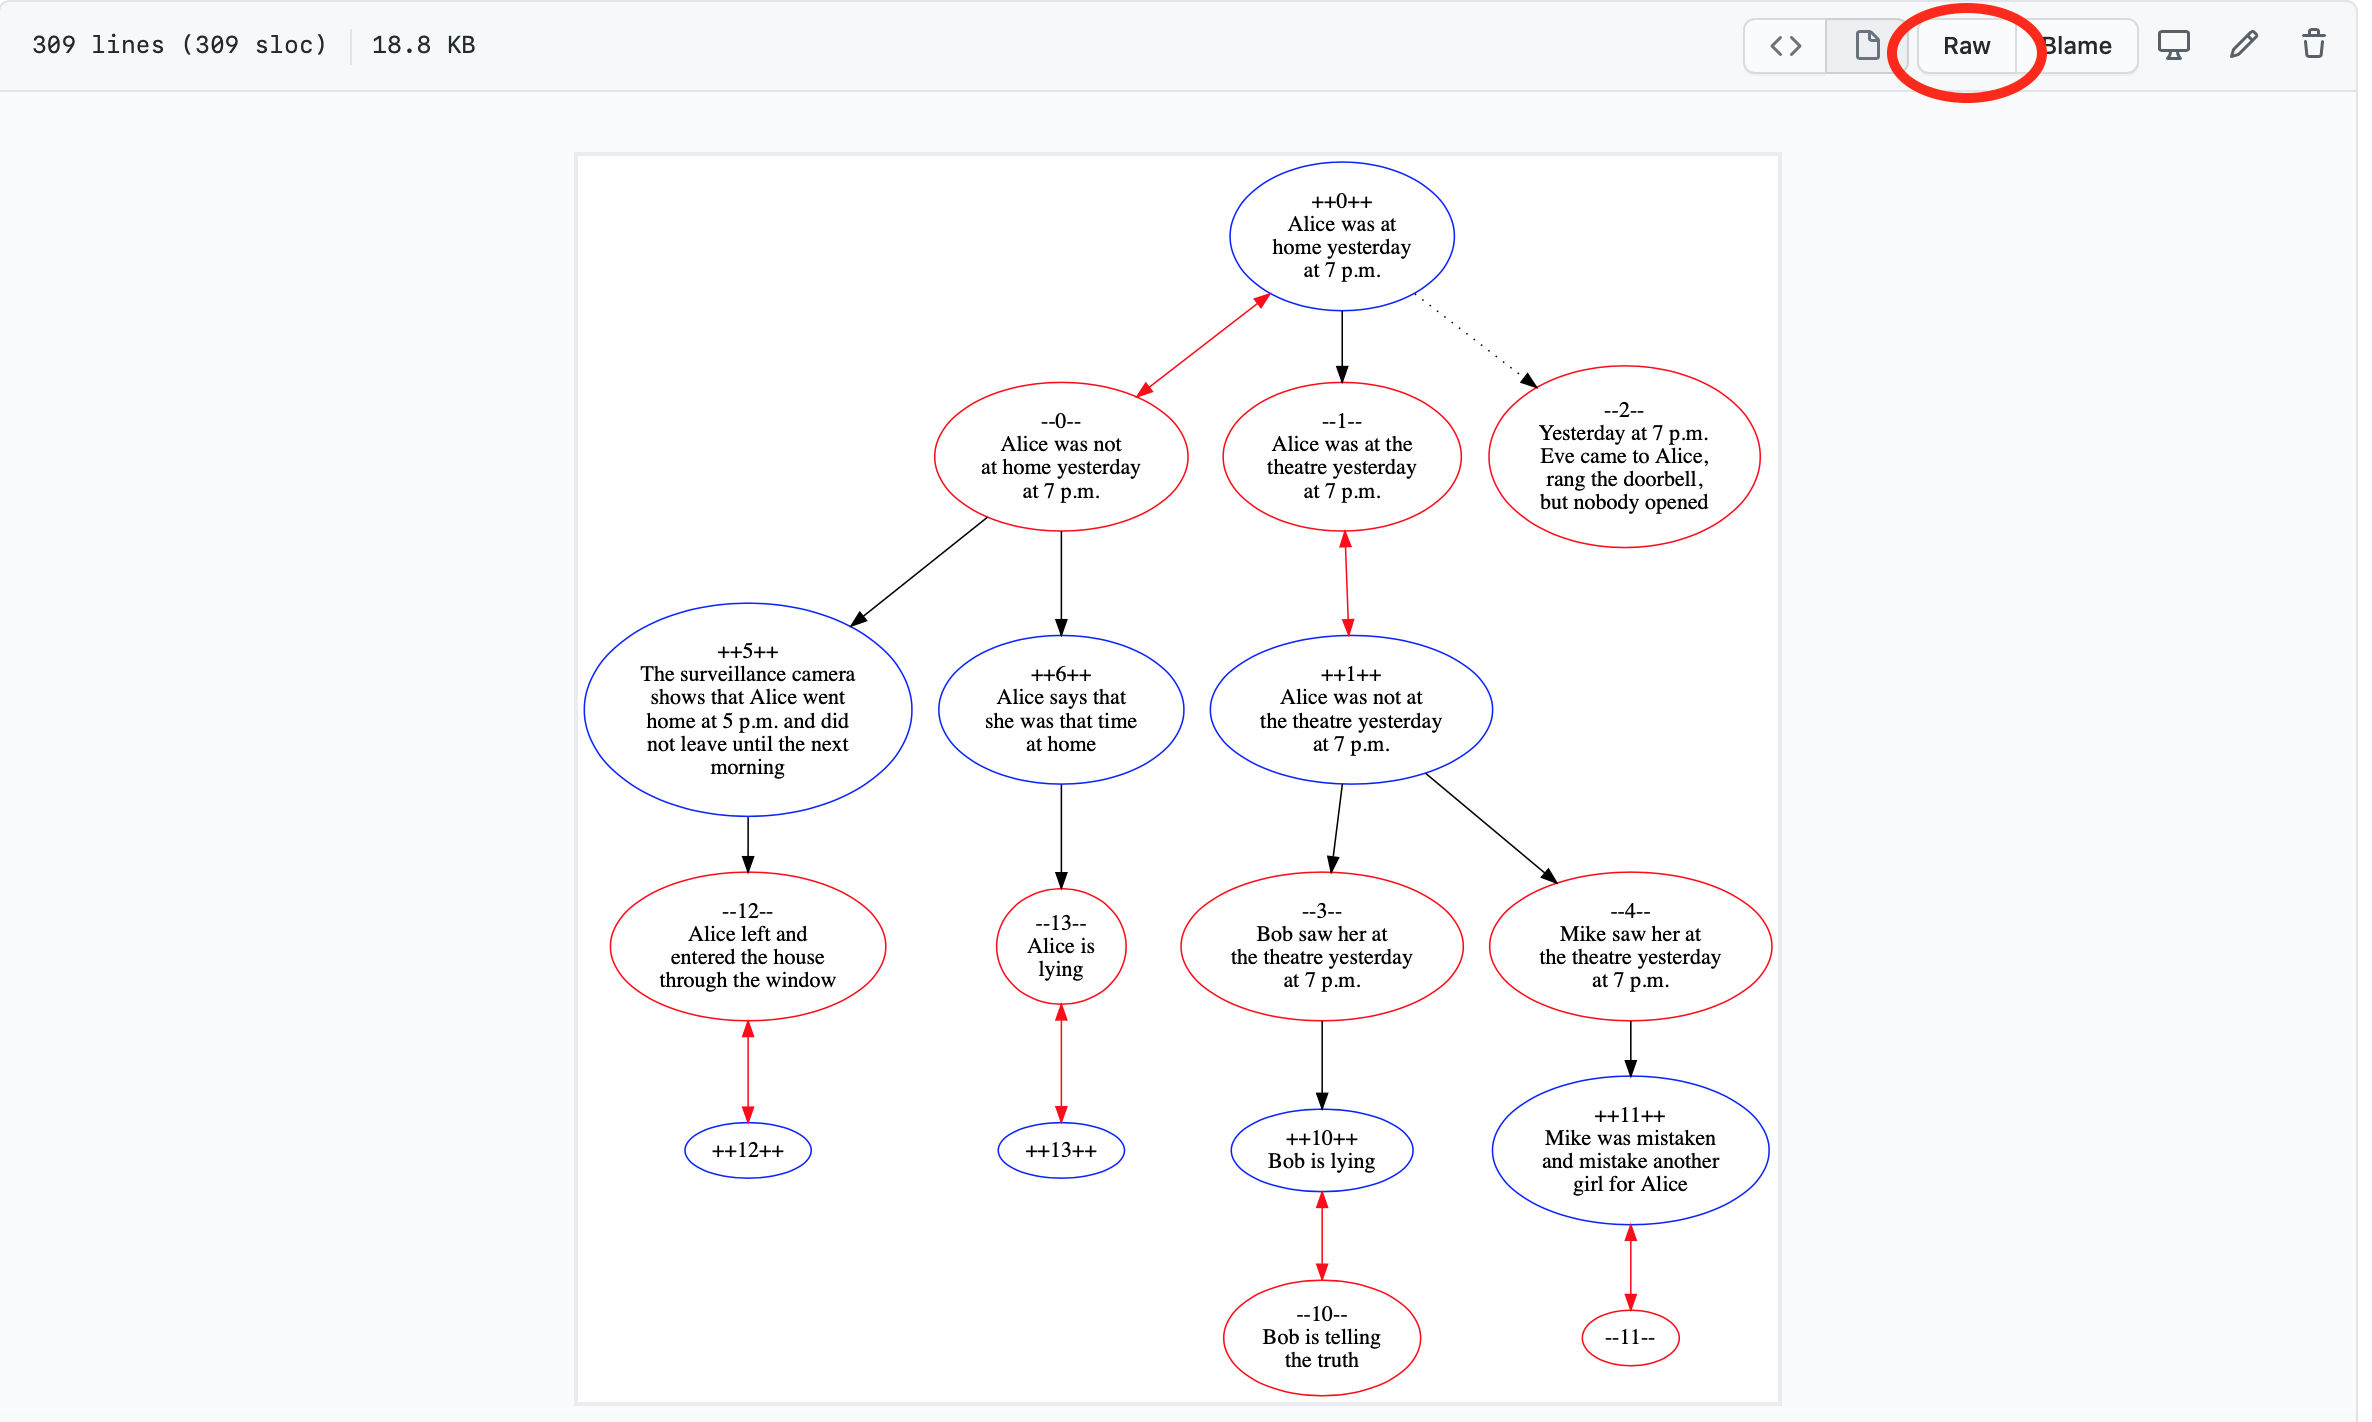 309 lines (309 sloc) 18.8 KB
Raw Blame
++0++
Alice was at
home yesterday
at 7 p.m.
--0--
Alice was not
at home yesterday
at 7 p.m.
--1--
Alice was at the
theatre yesterday
at 7 p.m.
--2--
Yesterday at 7 p.m.
Eve came to Alice,
rang the doorbell,
but nobody opened
++5++
The surveillance camera
shows that Alice went
home at 5 p.m. and did
not leave until the next
morning
++6++
Alice says that
she was that time
at home
++1++
Alice was not at
the theatre yesterday
at 7 p.m.
--12--
Alice left and
entered the house
through the window
--13--
Alice is
lying
--3--
Bob saw her at
the theatre yesterday
at 7 p.m.
--4--
Mike saw her at
the theatre yesterday
at 7 p.m.
++12++
++13++
++10++
Bob is lying
++11++
Mike was mistaken
and mistake another
girl for Alice
--10--
Bob is telling
the truth
--11--